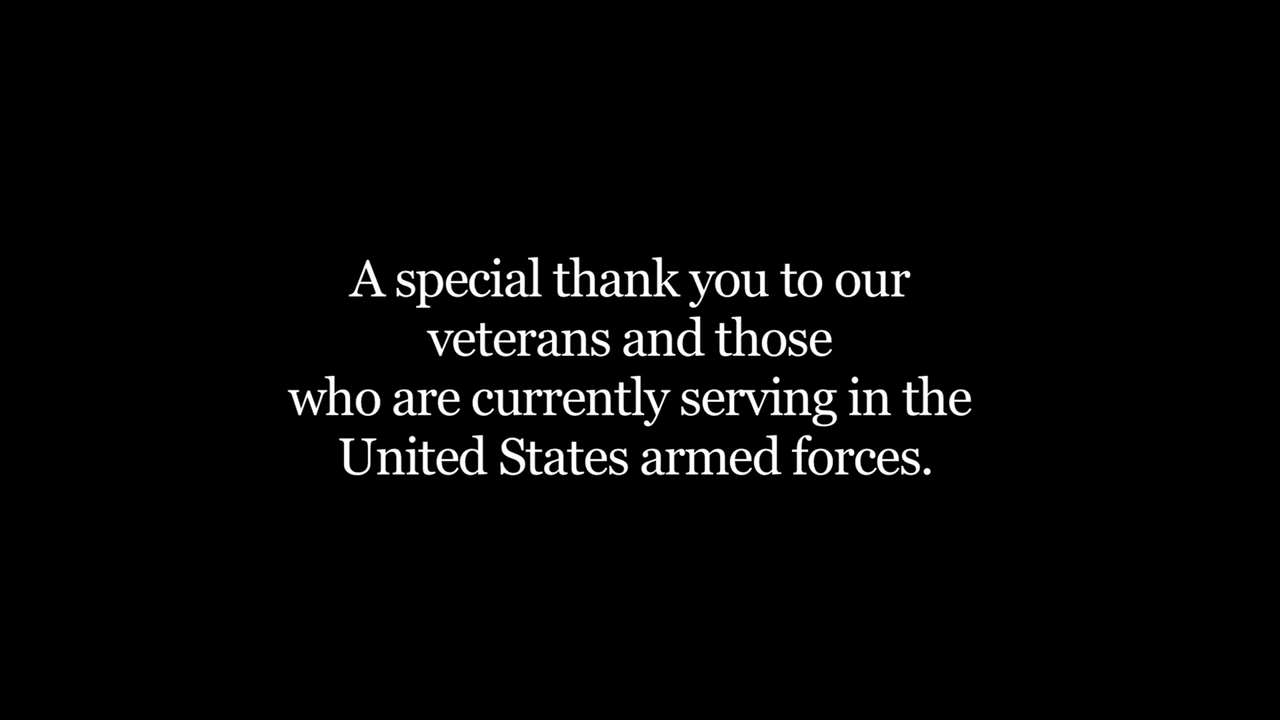 A special thank you to our
veterans and those
who are currently serving in the
United States armed forces.